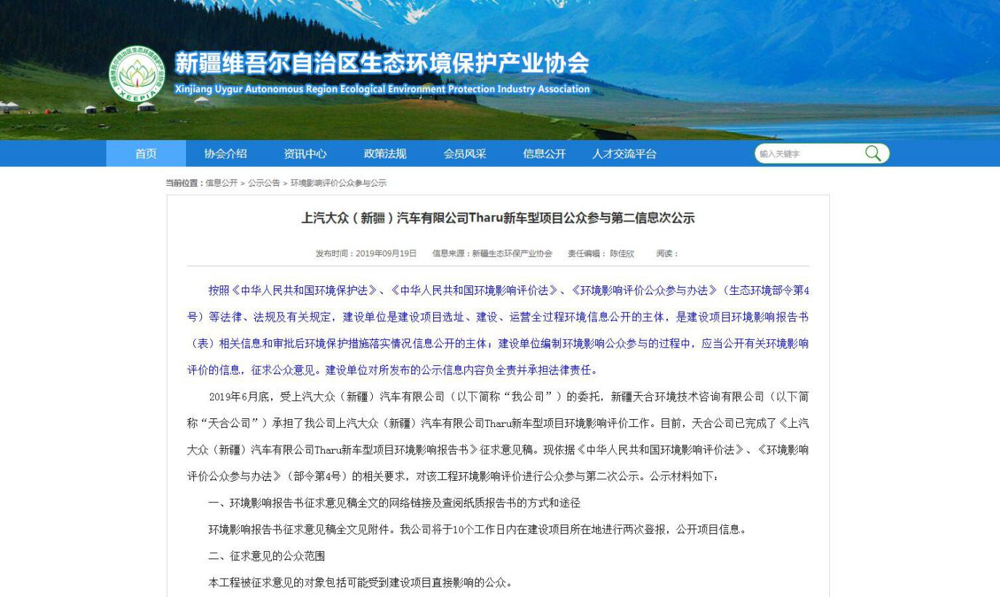 新疆维吾尔自治区生态环境保护产业协会
Xinjiang Uygur Autonomous Region Ecological Environment Protection Industry Association
XEEPIA
首页 协会介绍 资讯中心 政策法规 会员风采 信息公开 人才交流平台 输入关键字
当前位置：信息公开 > 公示公告 > 环境影响评价公众参与公示
上汽大众（新疆）汽车有限公司Tharu新车型项目公众参与第二信息次公示
发布时间：2019年09月19日 信息来源：新疆生态环保产业协会 责任编辑： 陈佳欣 阅读：
按照《中华人民共和国环境保护法》、《中华人民共和国环境影响评价法》、《环境影响评价公众参与办法》（生态环境部令第4
号）等法律、法规及有关规定，建设单位是建设项目选址、建设、运营全过程环境信息公开的主体，是建设项目环境影响报告书
（表）相关信息和审批后环境保护措施落实情况信息公开的主体；建设单位编制环境影响公众参与的过程中，应当公开有关环境影响
评价的信息，征求公众意见。建设单位对所发布的公示信息内容负全责并承担法律责任。
2019年6月底，受上汽大众（新疆）汽车有限公司（以下简称“我公司”）的委托，新疆天合环境技术咨询有限公司（以下简
称“天合公司”）承担了我公司上汽大众（新疆）汽车有限公司Tharu新车型项目环境影响评价工作。目前，天合公司已完成了《上汽
大众（新疆）汽车有限公司Tharu新车型项目环境影响报告书》征求意见稿。现依据《中华人民共和国环境影响评价法》、《环境影响
评价公众参与办法》（部令第4号）的相关要求，对该工程环境影响评价进行公众参与第二次公示。公示材料如下：
一、环境影响报告书征求意见稿全文的网络链接及查阅纸质报告书的方式和途径
环境影响报告书征求意见稿全文见附件。我公司将于10个工作日内在建设项目所在地进行两次登报，公开项目信息。
二、征求意见的公众范围
本工程被征求意见的对象包括可能受到建设项目直接影响的公众。